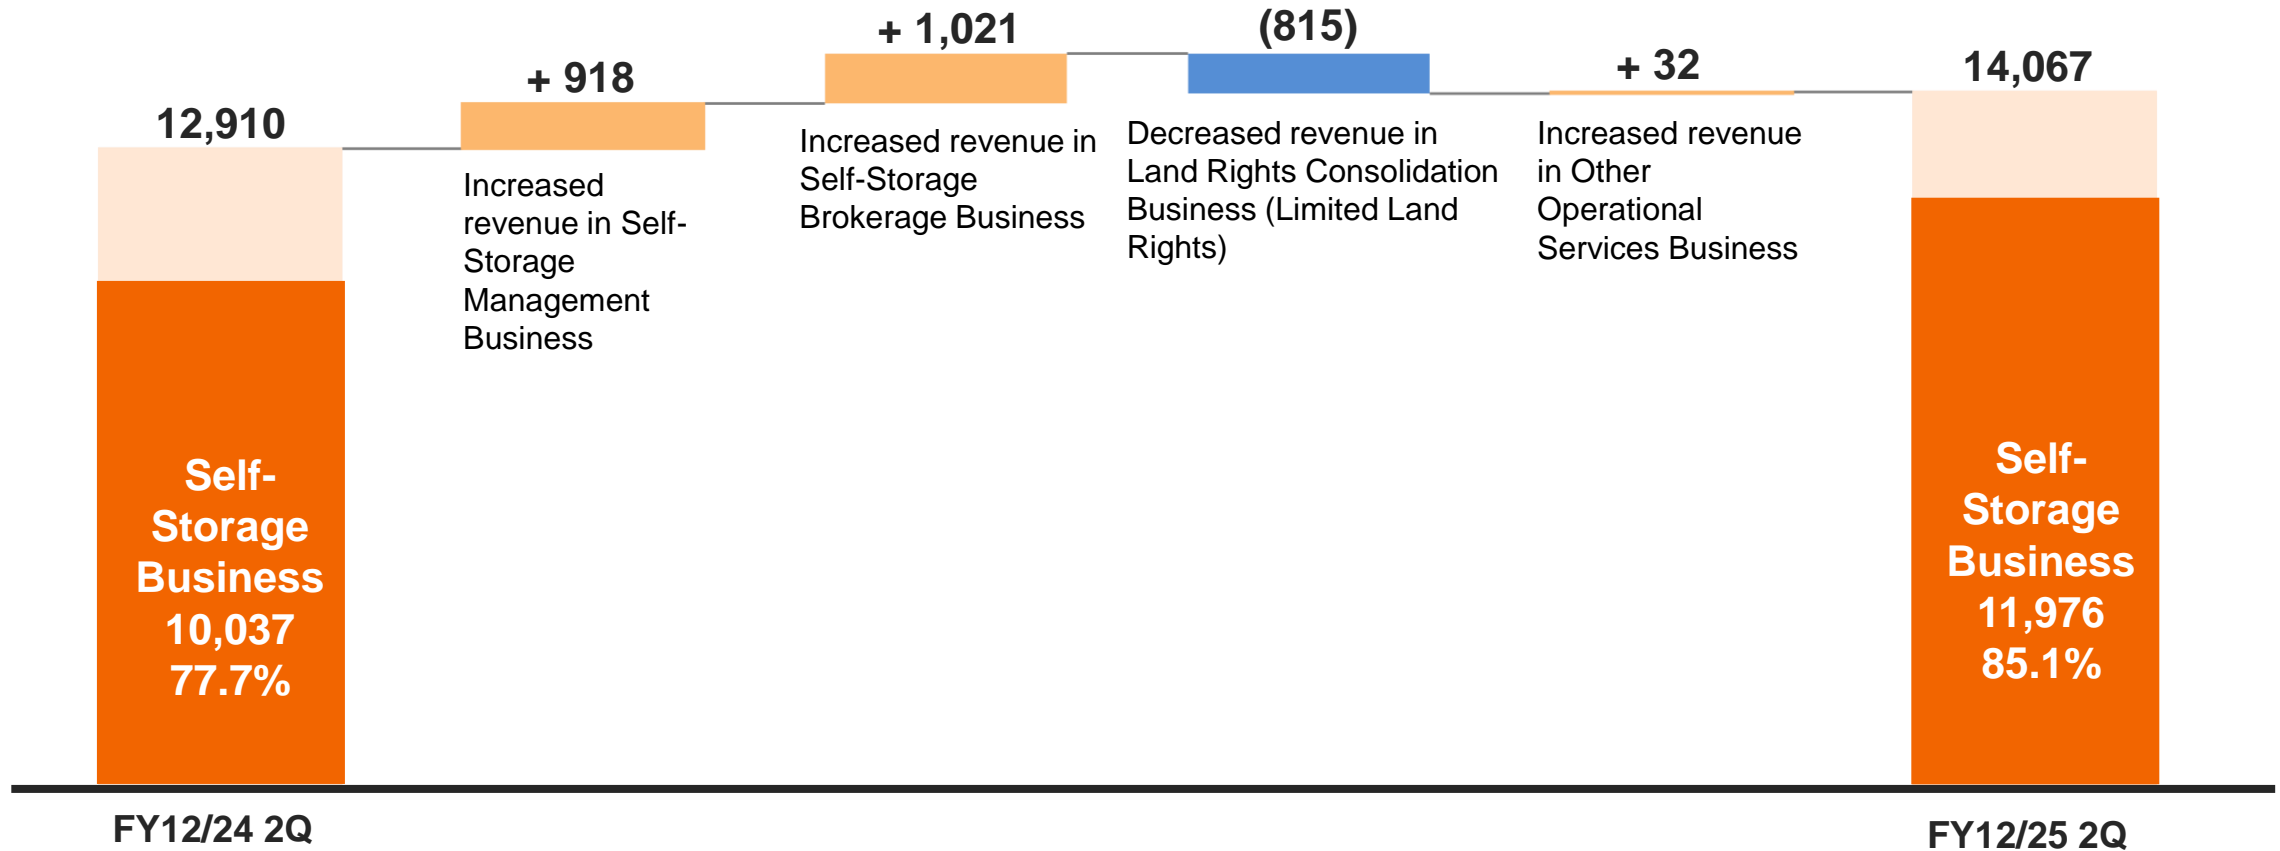 12,910
+ 918
+ 1,021
(815)
+ 32
14,067
Increased
revenue in Self-
Storage
Management
Business
Increased revenue in
Self-Storage
Brokerage Business
Decreased revenue in
Land Rights Consolidation
Business (Limited Land
Rights)
Increased revenue
in Other
Operational
Services Business
Self-
Storage
Business
10,037
77.7%
Self-
Storage
Business
11,976
85.1%
FY12/24 2Q
FY12/25 2Q